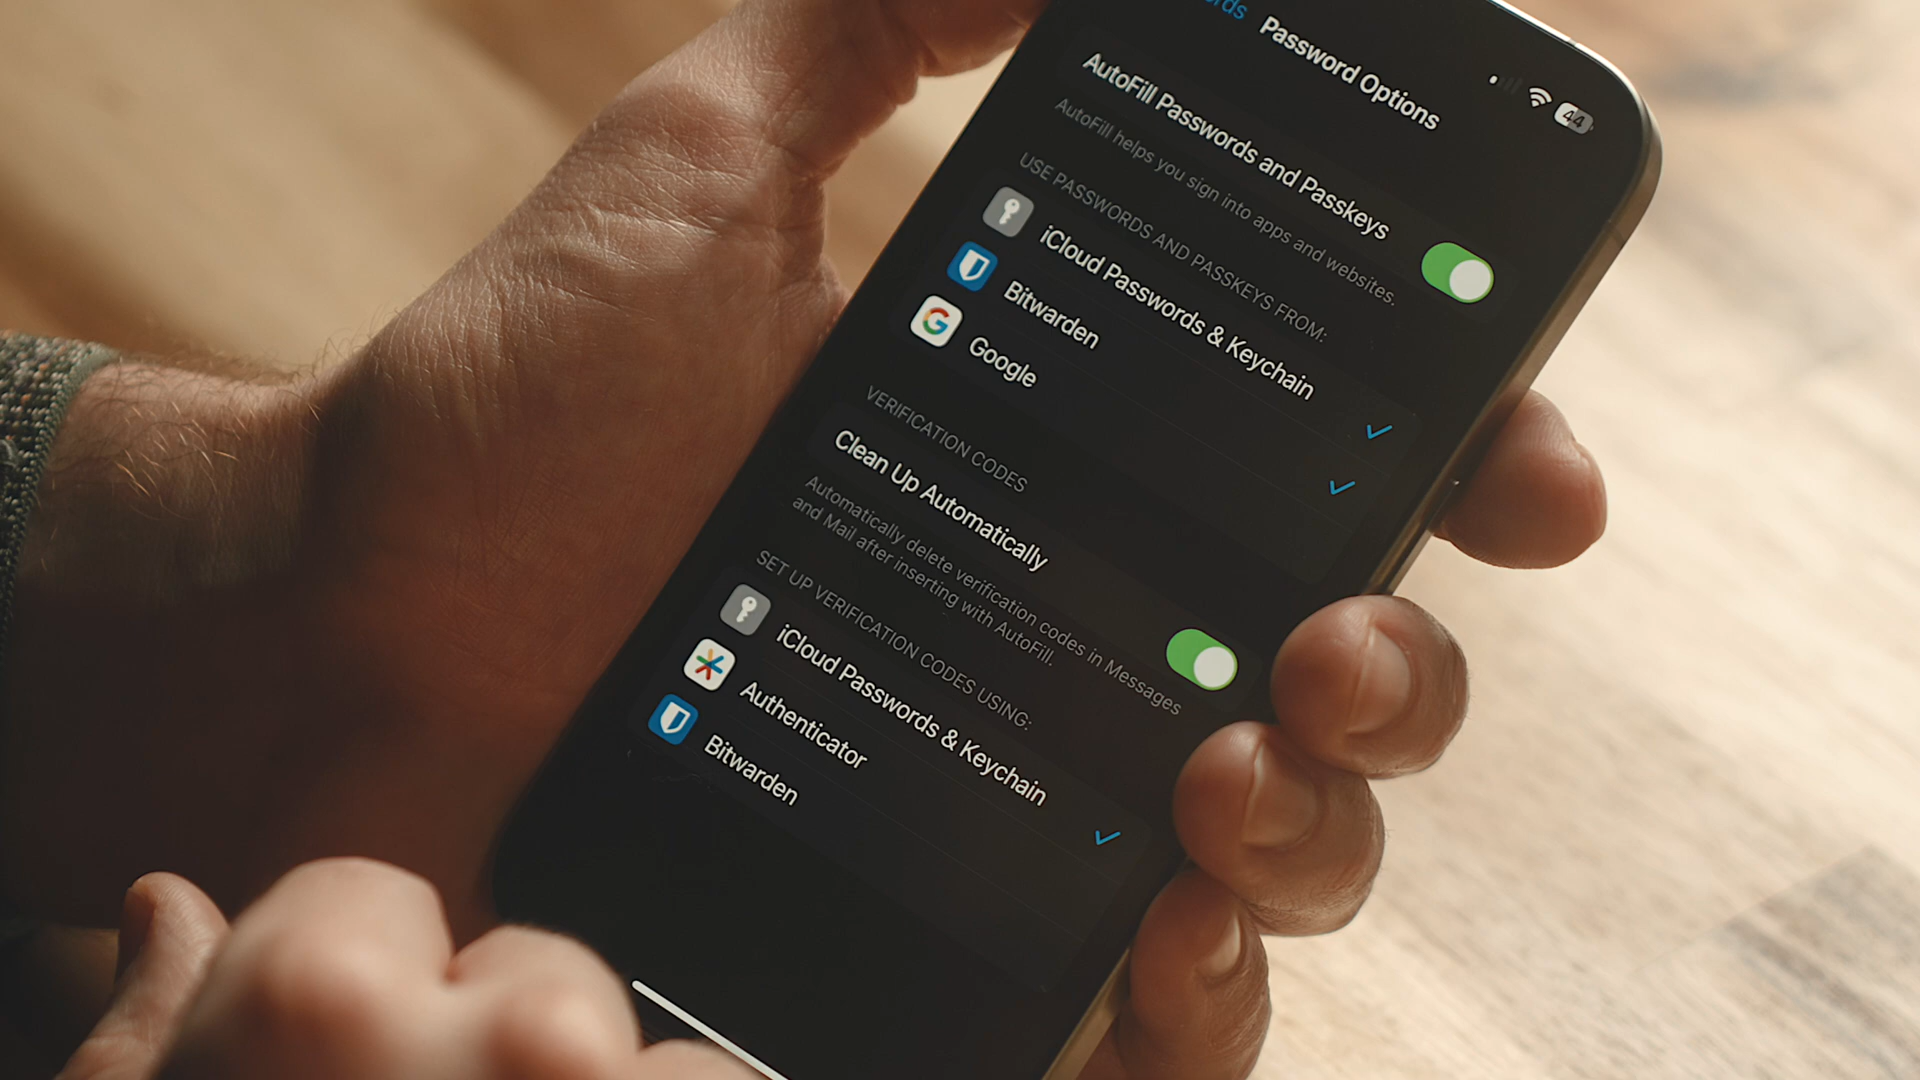 ords
Password Options
44
AutoFill Passwords and Passkeys
AutoFill helps you sign into apps and websites.
USE PASSWORDS AND PASSKEYS FROM:
iCloud Passwords & Keychain
Bitwarden
Google
VERIFICATION CODES
Clean Up Automatically
Automatically delete verification codes in Messages
and Mail after inserting with AutoFill.
SET UP VERIFICATION CODES USING:
iCloud Passwords & Keychain
Authenticator
Bitwarden